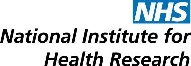 NHS
National Institute for
Health Research